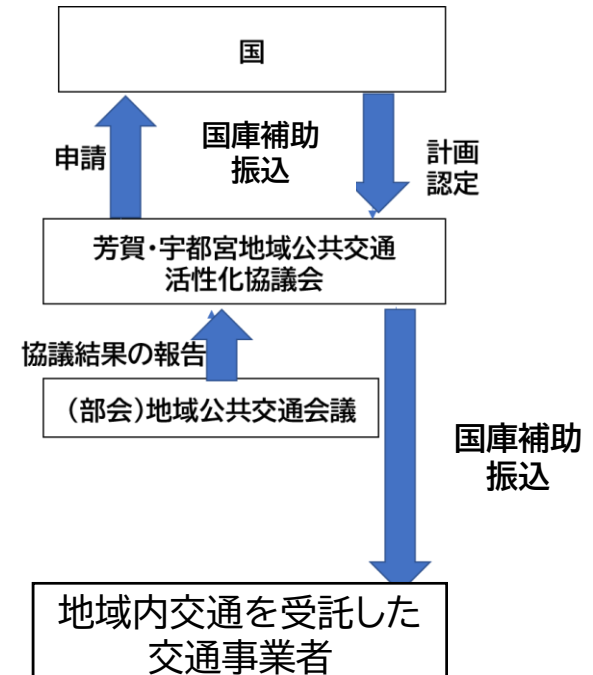 国
申請
国庫補助
振込
計画
認定
芳賀・宇都宮地域公共交通
活性化協議会
協議結果の報告
（部会）地域公共交通会議
国庫補助
振込
地域内交通を受託した
交通事業者